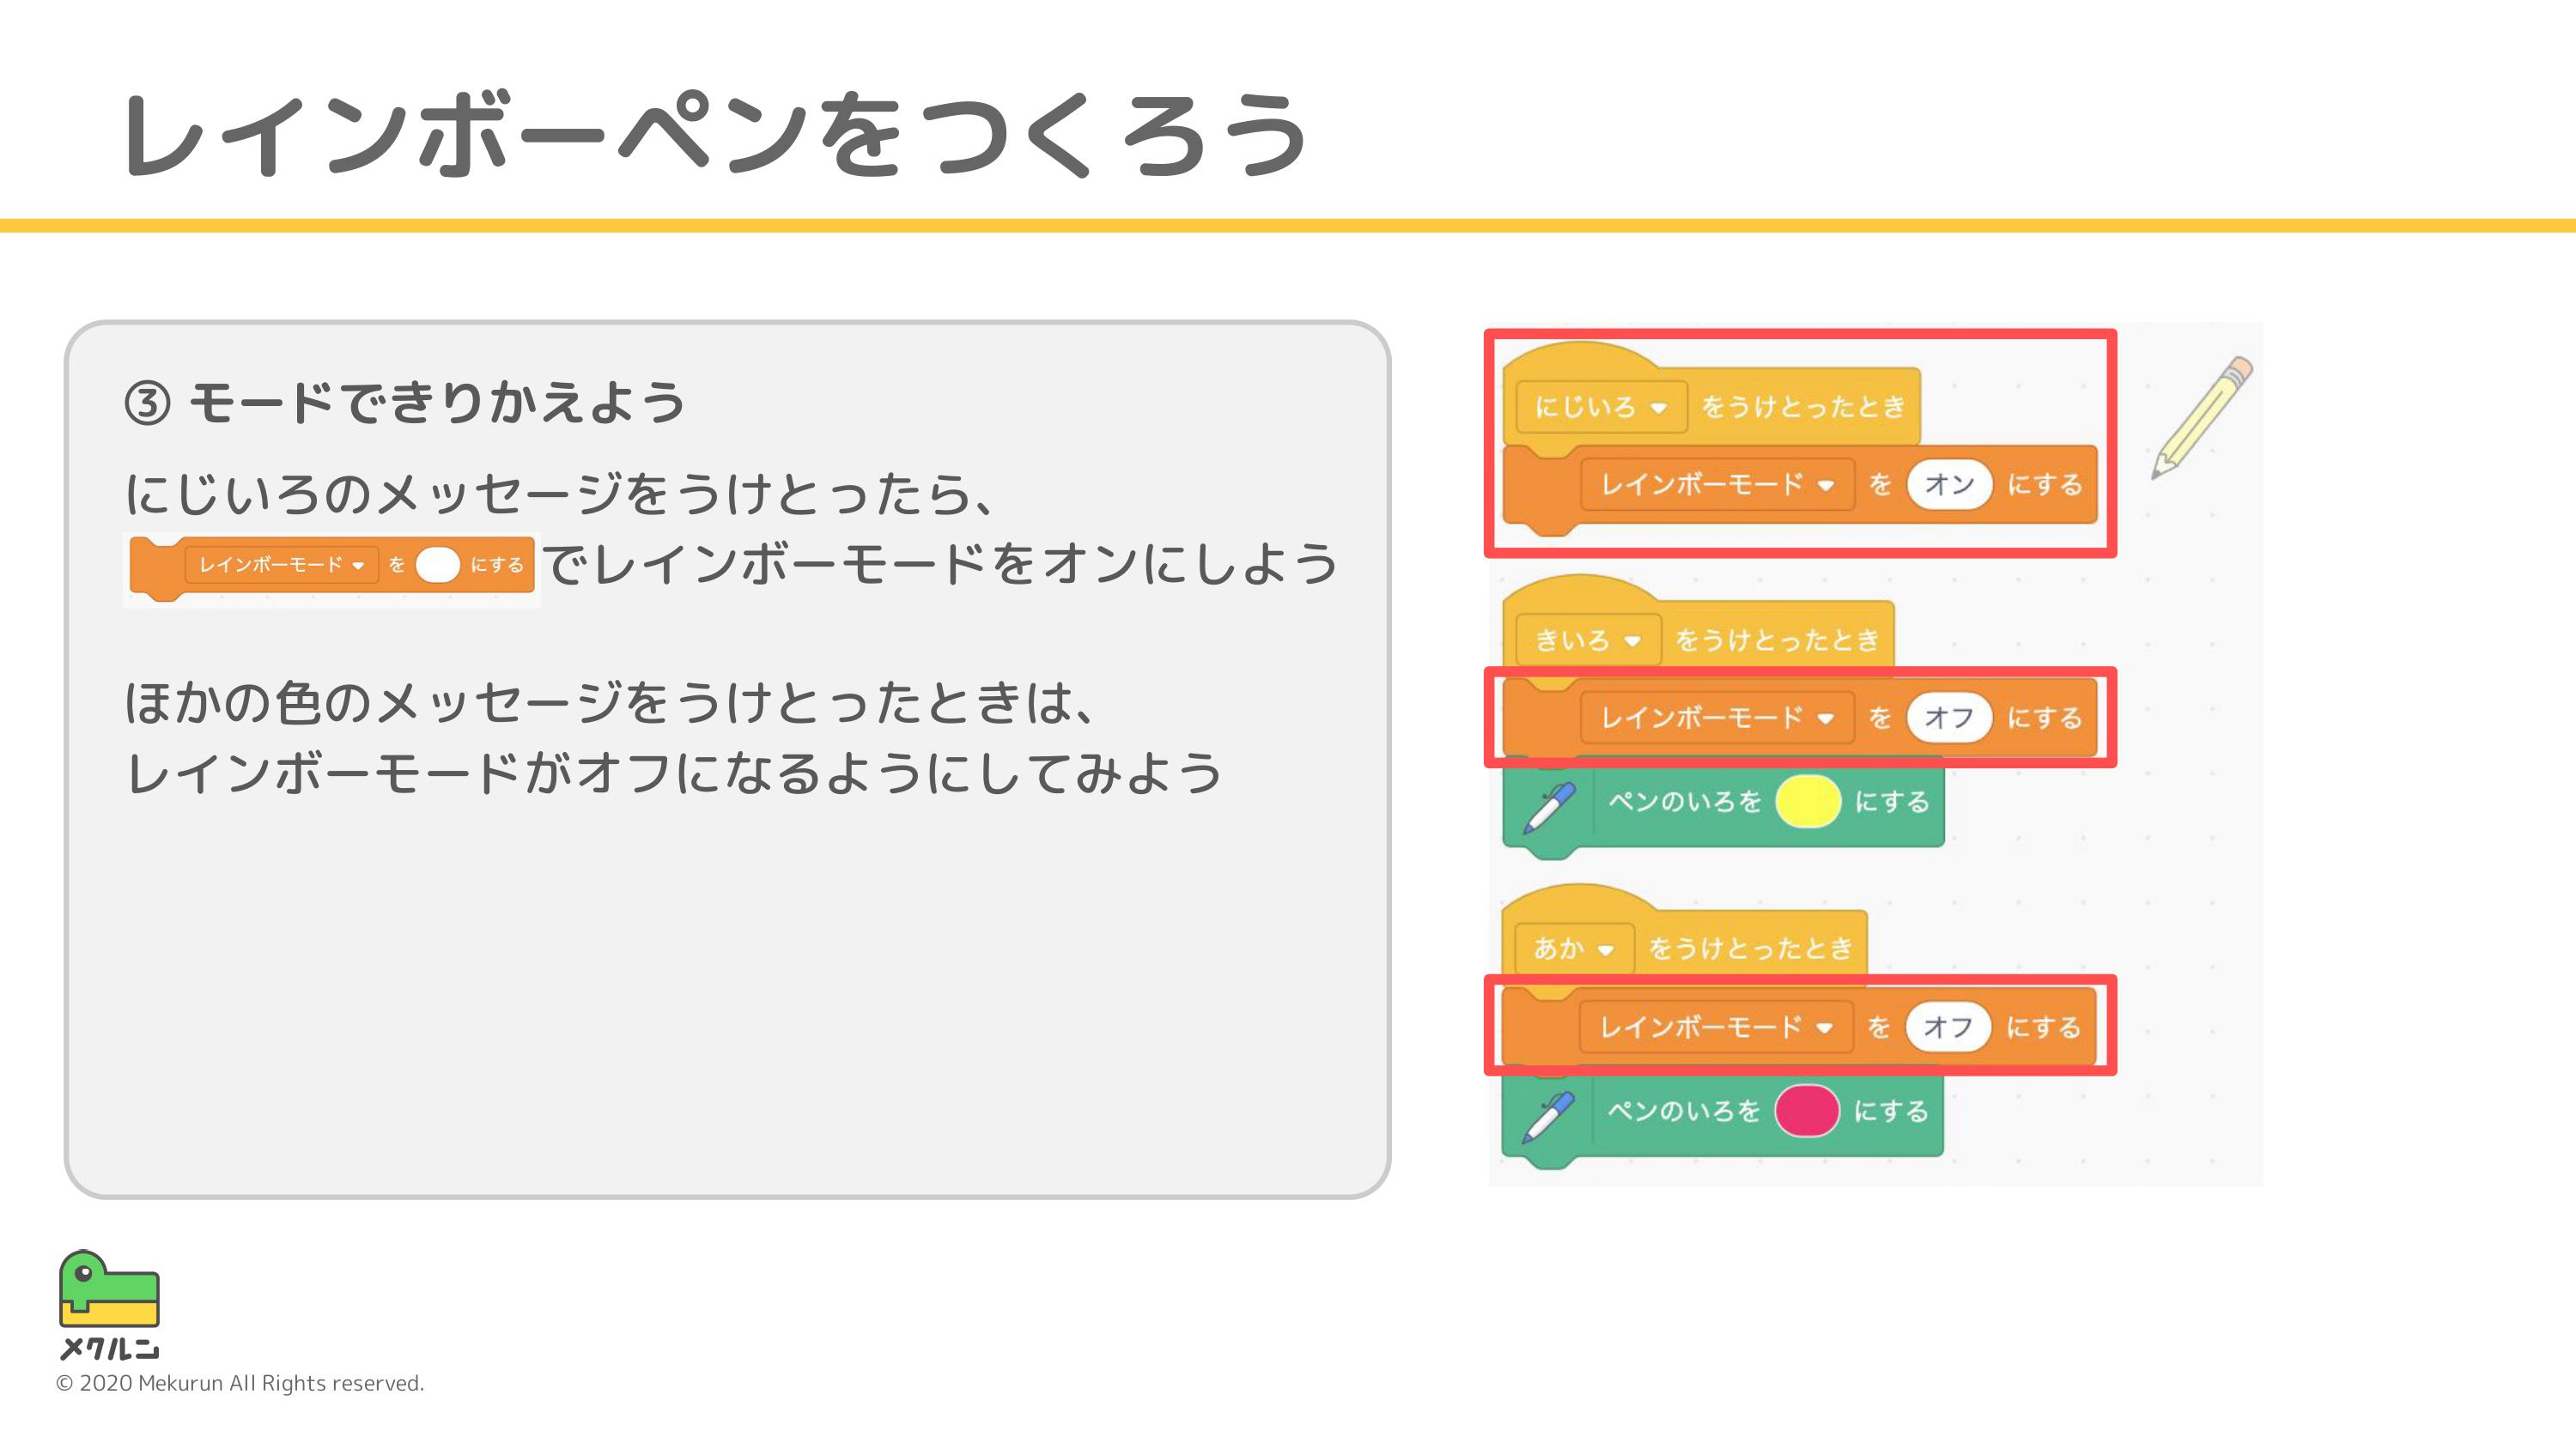 レインボーペンをつくろう
③ モードできりかえよう
にじいろのメッセージをうけとったら、
レインボーモード を にする でレインボーモードをオンにしよう
ほかの色のメッセージをうけとったときは、
レインボーモードがオフになるようにしてみよう
にじいろ をうけとったとき
レインボーモード を オン にする
きいろ をうけとったとき
レインボーモード を オフ にする
ペンのいろを にする
あか をうけとったとき
レインボーモード を オフ にする
ペンのいろを にする
メクルン
© 2020 Mekurun All Rights reserved.